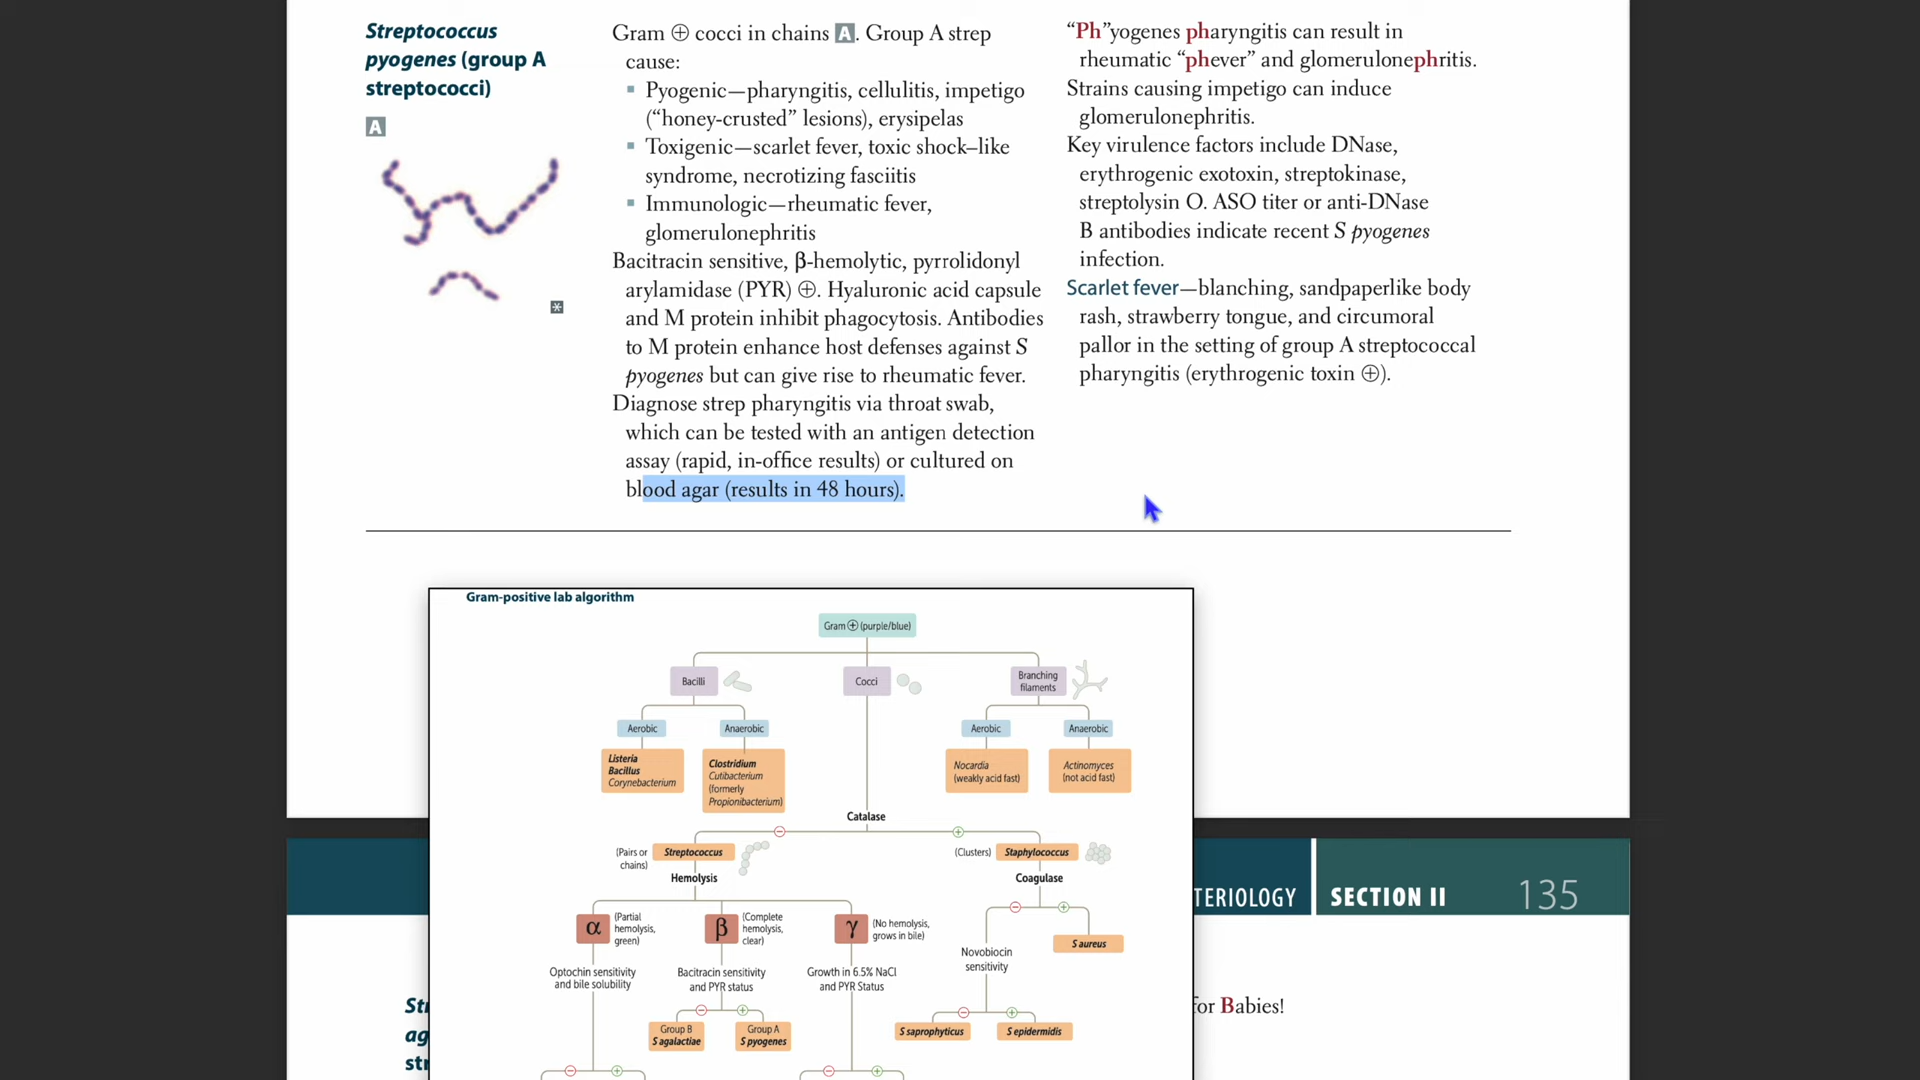 Streptococcus
pyogenes (group A
streptococci)
A
Gram ⊕ cocci in chains A. Group A strep
cause:
▪ Pyogenic—pharyngitis, cellulitis, impetigo
(“honey-crusted” lesions), erysipelas
▪ Toxigenic—scarlet fever, toxic shock–like
syndrome, necrotizing fasciitis
▪ Immunologic—rheumatic fever,
glomerulonephritis
Bacitracin sensitive, β-hemolytic, pyrrolidonyl
arylamidase (PYR) ⊕. Hyaluronic acid capsule
and M protein inhibit phagocytosis. Antibodies
to M protein enhance host defenses against S
pyogenes but can give rise to rheumatic fever.
Diagnose strep pharyngitis via throat swab,
which can be tested with an antigen detection
assay (rapid, in-office results) or cultured on
blood agar (results in 48 hours).
“Ph”yogenes pharyngitis can result in
rheumatic “phever” and glomerulonephritis.
Strains causing impetigo can induce
glomerulonephritis.
Key virulence factors include DNase,
erythrogenic exotoxin, streptokinase,
streptolysin O. ASO titer or anti-DNase
B antibodies indicate recent S pyogenes
infection.
Scarlet fever—blanching, sandpaperlike body
rash, strawberry tongue, and circumoral
pallor in the setting of group A streptococcal
pharyngitis (erythrogenic toxin ⊕).
Gram-positive lab algorithm
Gram ⊕ (purple/blue)
Bacilli
Cocci
Branching
filaments
Aerobic
Anaerobic
Aerobic
Anaerobic
Listeria
Bacillus
Corynebacterium
Clostridium
Cutibacterium
(formerly
Propionibacterium)
Nocardia
(weakly acid fast)
Actinomyces
(not acid fast)
Catalase
(Pairs or
chains)
Streptococcus
(Clusters)
Staphylococcus
Hemolysis
Coagulase
α
(Partial
hemolysis,
green)
β
(Complete
hemolysis,
clear)
γ
(No hemolysis,
grows in bile)
S aureus
Novobiocin
sensitivity
Optochin sensitivity
and bile solubility
Bacitracin sensitivity
and PYR status
Growth in 6.5% NaCl
and PYR Status
Group B
S agalactiae
Group A
S pyogenes
S saprophyticus
S epidermidis
TERIOLOGY
SECTION II
135
Str
ag
str
for Babies!